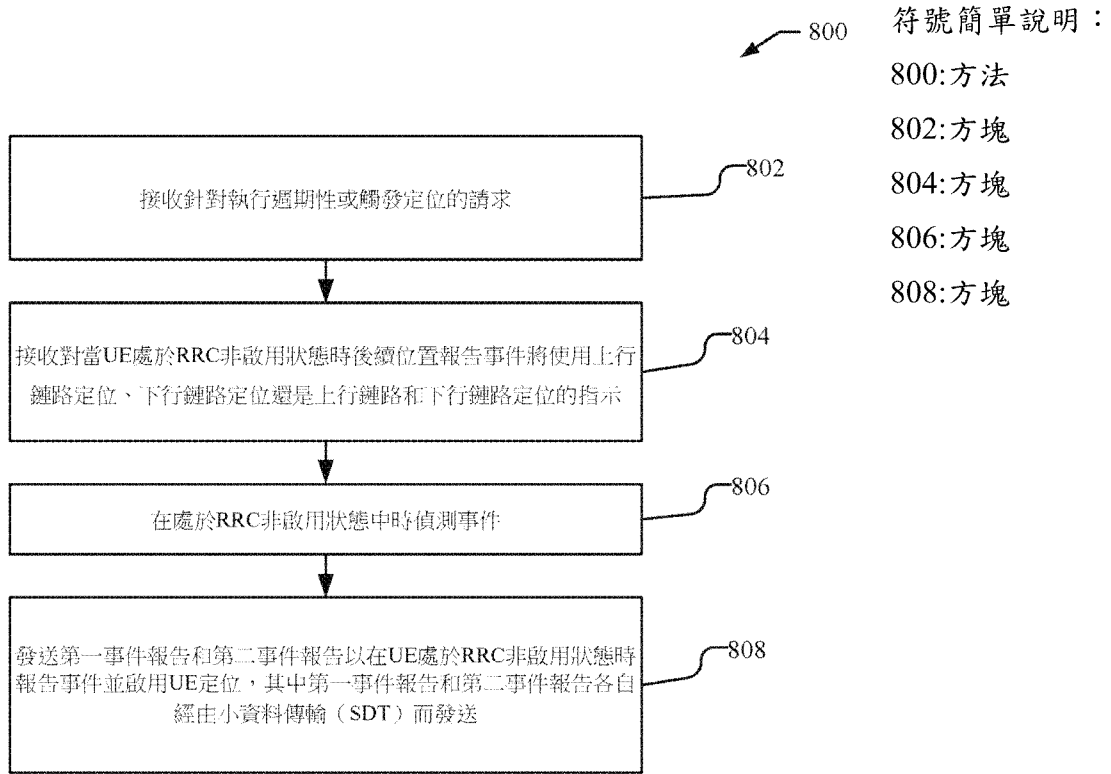 800
符號簡單說明：
800:方法
802:方塊
804:方塊
806:方塊
808:方塊
接收針對執行週期性或觸發定位的請求
802
接收對當UE處於RRC非啟用狀態時後續位置報告事件將使用上行
鏈路定位、下行鏈路定位還是上行鏈路和下行鏈路定位的指示
804
在處於RRC非啟用狀態中時偵測事件
806
發送第一事件報告和第二事件報告以在UE處於RRC非啟用狀態時
報告事件並啟用UE定位，其中第一事件報告和第二事件報告各自
經由小資料傳輸（SDT）而發送
808